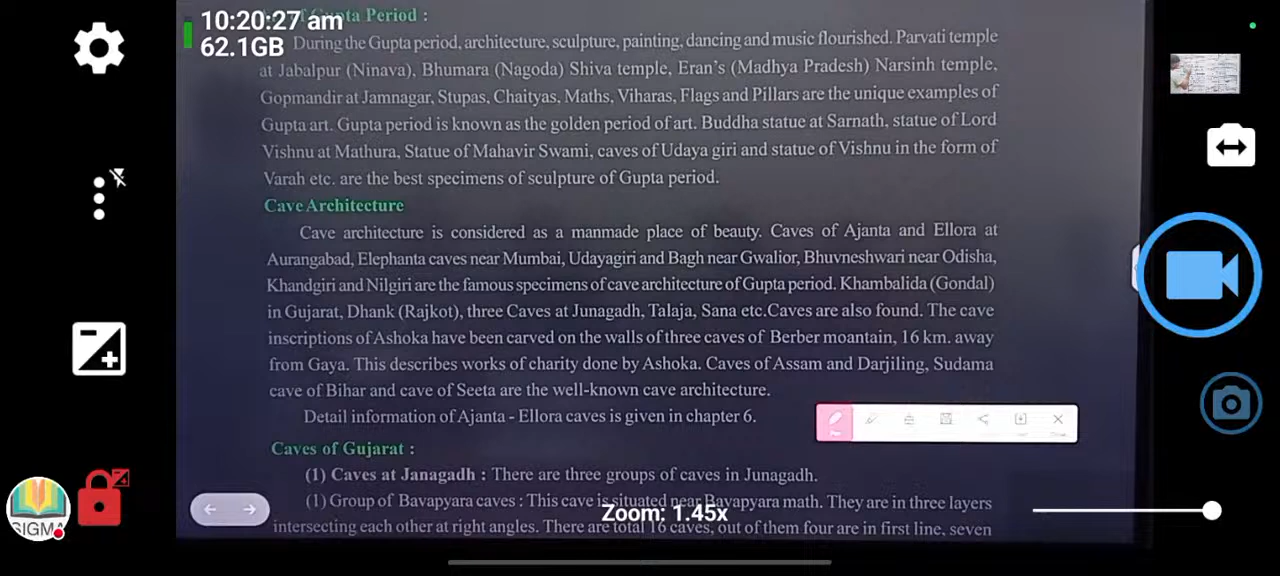 10:20:27 am
62.1GB
of Gupta Period :
During the Gupta period, architecture, sculpture, painting, dancing and music flourished. Parvati temple
at Jabalpur (Ninava), Bhumara (Nagoda) Shiva temple, Eran's (Madhya Pradesh) Narsinh temple,
Gopmandir at Jamnagar, Stupas, Chaityas, Maths, Viharas, Flags and Pillars are the unique examples of
Gupta art. Gupta period is known as the golden period of art. Buddha statue at Sarnath, statue of Lord
Vishnu at Mathura, Statue of Mahavir Swami, caves of Udaya giri and statue of Vishnu in the form of
Varah etc. are the best specimens of sculpture of Gupta period.
Cave Architecture
Cave architecture is considered as a manmade place of beauty. Caves of Ajanta and Ellora at
Aurangabad, Elephanta caves near Mumbai, Udayagiri and Bagh near Gwalior, Bhuvneshwari near Odisha,
Khandgiri and Nilgiri are the famous specimens of cave architecture of Gupta period. Khambalida (Gondal)
in Gujarat, Dhank (Rajkot), three Caves at Junagadh, Talaja, Sana etc.Caves are also found. The cave
inscriptions of Ashoka have been carved on the walls of three caves of Berber moantain, 16 km. away
from Gaya. This describes works of charity done by Ashoka. Caves of Assam and Darjiling, Sudama
cave of Bihar and cave of Seeta are the well-known cave architecture.
Detail information of Ajanta - Ellora caves is given in chapter 6.
Caves of Gujarat :
(1) Caves at Janagadh : There are three groups of caves in Junagadh.
(1) Group of Bavapyara caves : This cave is situated near Bavapyara math. They are in three layers
intersecting each other at right angles. There are total 16 caves, out of them four are in first line, seven
Zoom: 1.45x
SIGMA